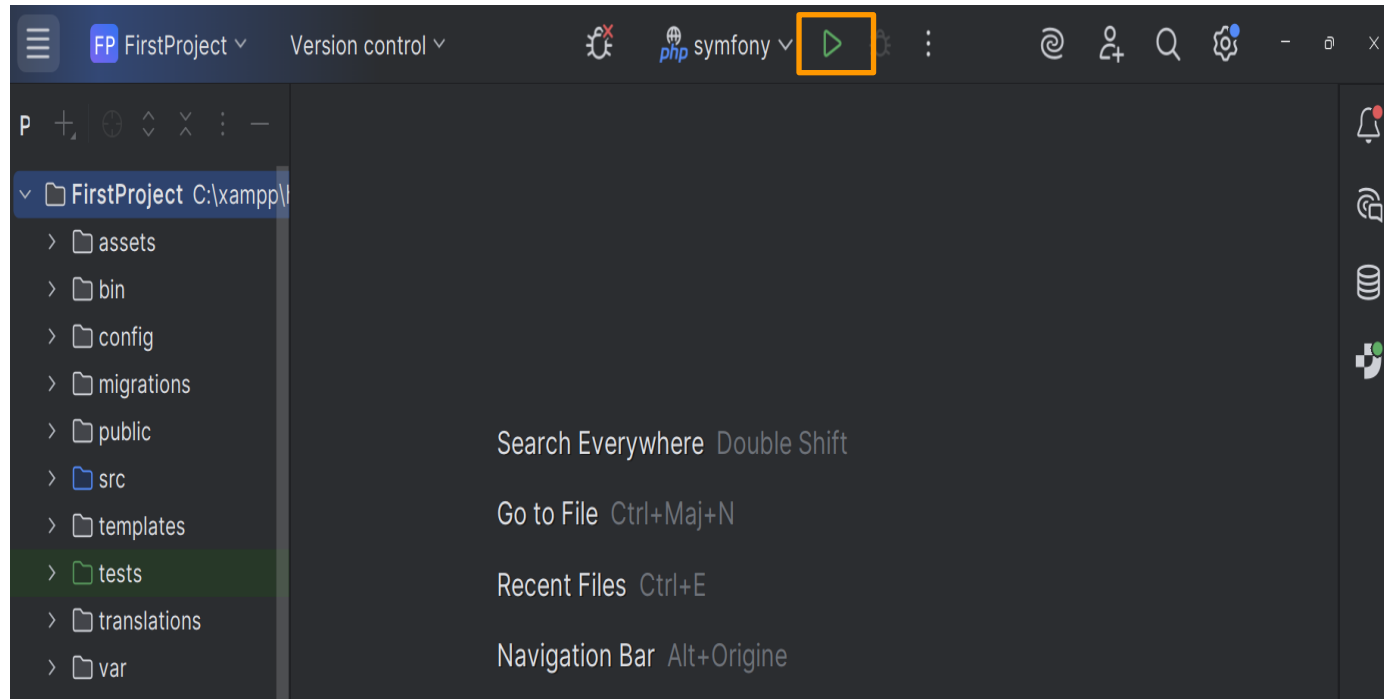 FP FirstProject Version control php symfony
P
FirstProject C:\xampp\
assets
bin
config
migrations
public
src
templates
tests
translations
var
Search Everywhere Double Shift
Go to File Ctrl+Maj+N
Recent Files Ctrl+E
Navigation Bar Alt+Origine